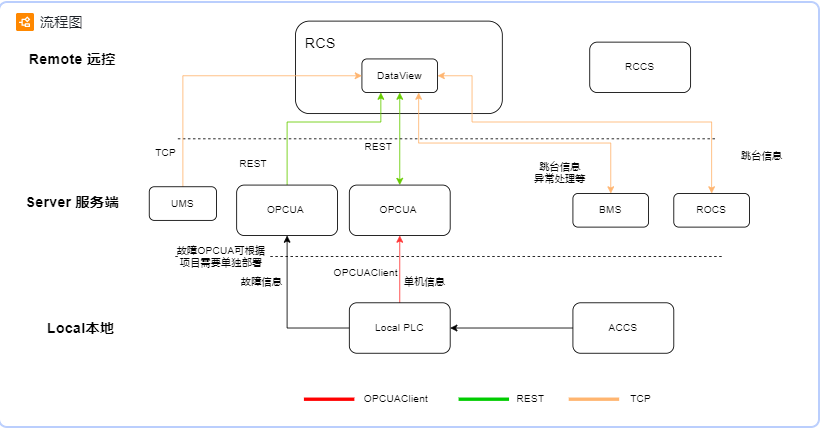 流程图
Remote 远控
RCS
DataView
RCCS
TCP
REST
REST
跳台信息
异常处理等
跳台信息
Server 服务端
UMS
OPCUA
OPCUA
BMS
ROCS
故障OPCUA可根据
项目需要单独部署
故障信息
OPCUAClient
单机信息
Local本地
Local PLC
ACCS
OPCUAClient
REST
TCP